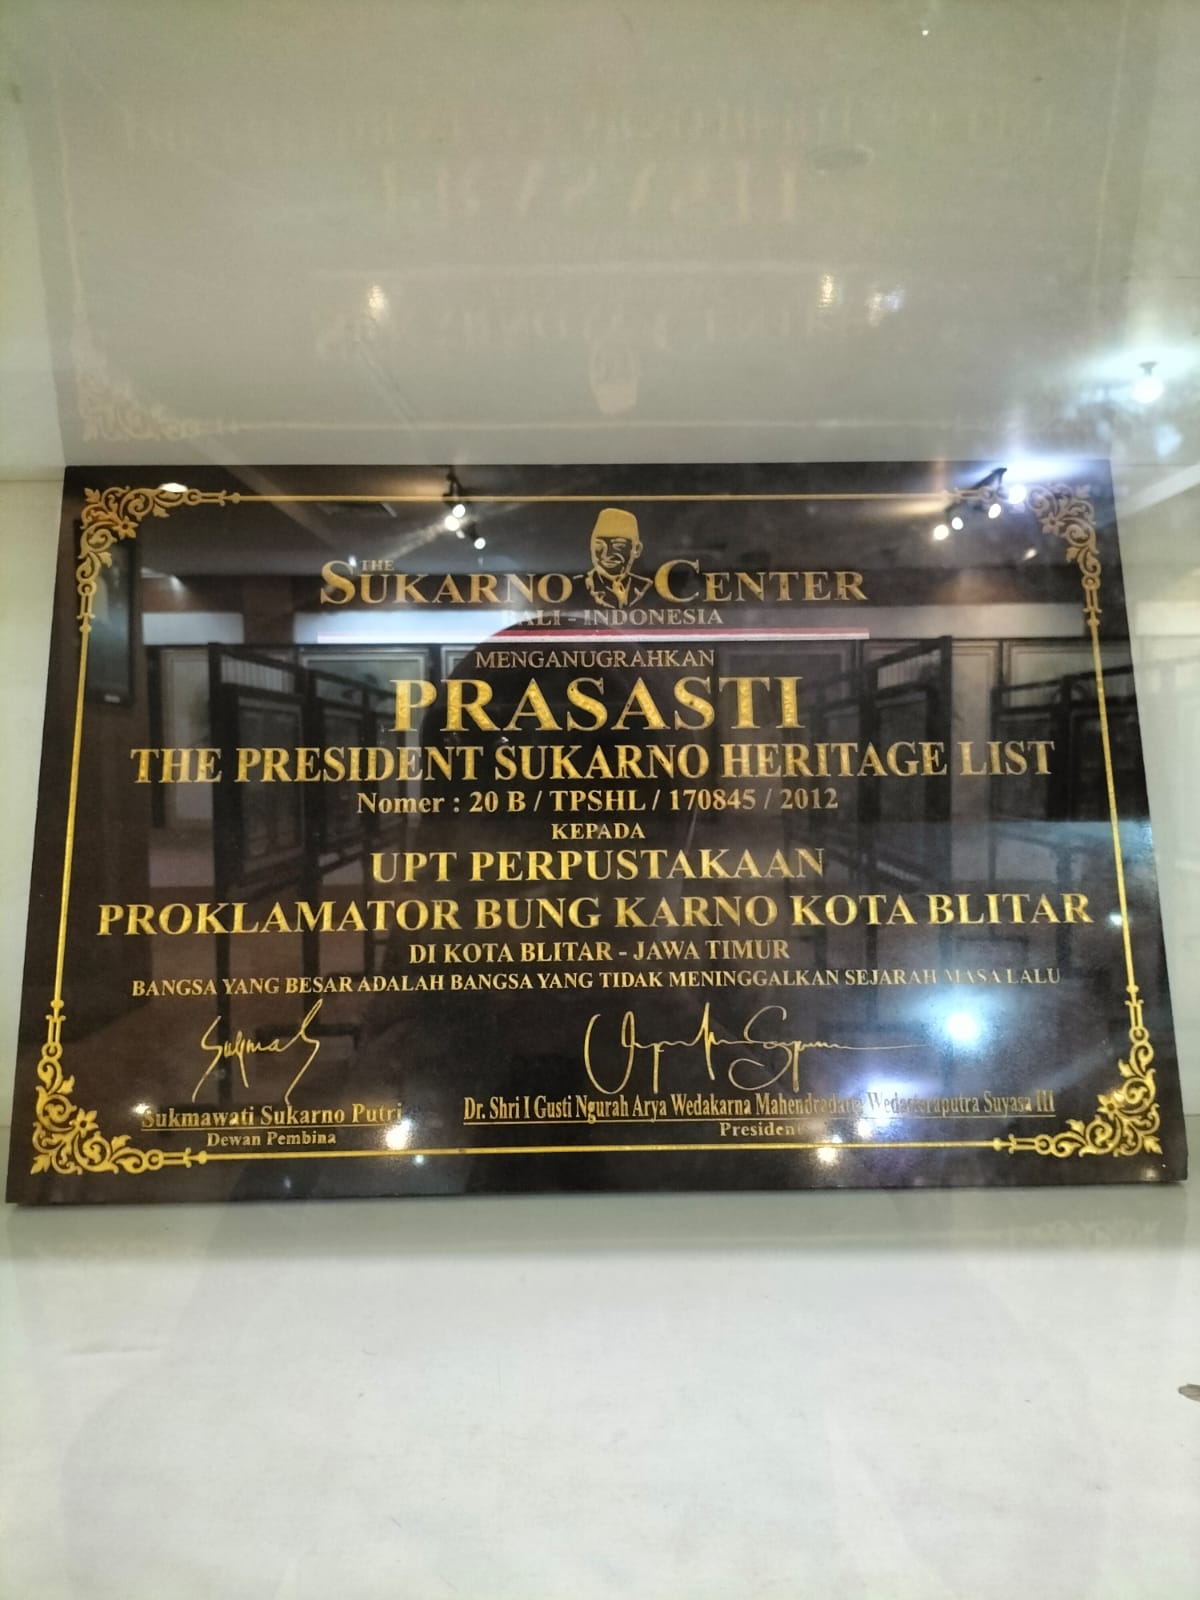 THE
SUKARNO CENTER
BALI - INDONESIA
MENGANUGRAHKAN
PRASASTI
THE PRESIDENT SUKARNO HERITAGE LIST
Nomer : 20 B / TPSHL / 170845 / 2012
KEPADA
UPT PERPUSTAKAAN
PROKLAMATOR BUNG KARNO KOTA BLITAR
DI KOTA BLITAR - JAWA TIMUR
BANGSA YANG BESAR ADALAH BANGSA YANG TIDAK MENINGGALKAN SEJARAH MASA LALU
Sukmawati Sukarno Putri
Dewan Pembina
Dr. Shri I Gusti Ngurah Arya Wedakarna Mahendradatta Wedasteraputra Suyasa III
President